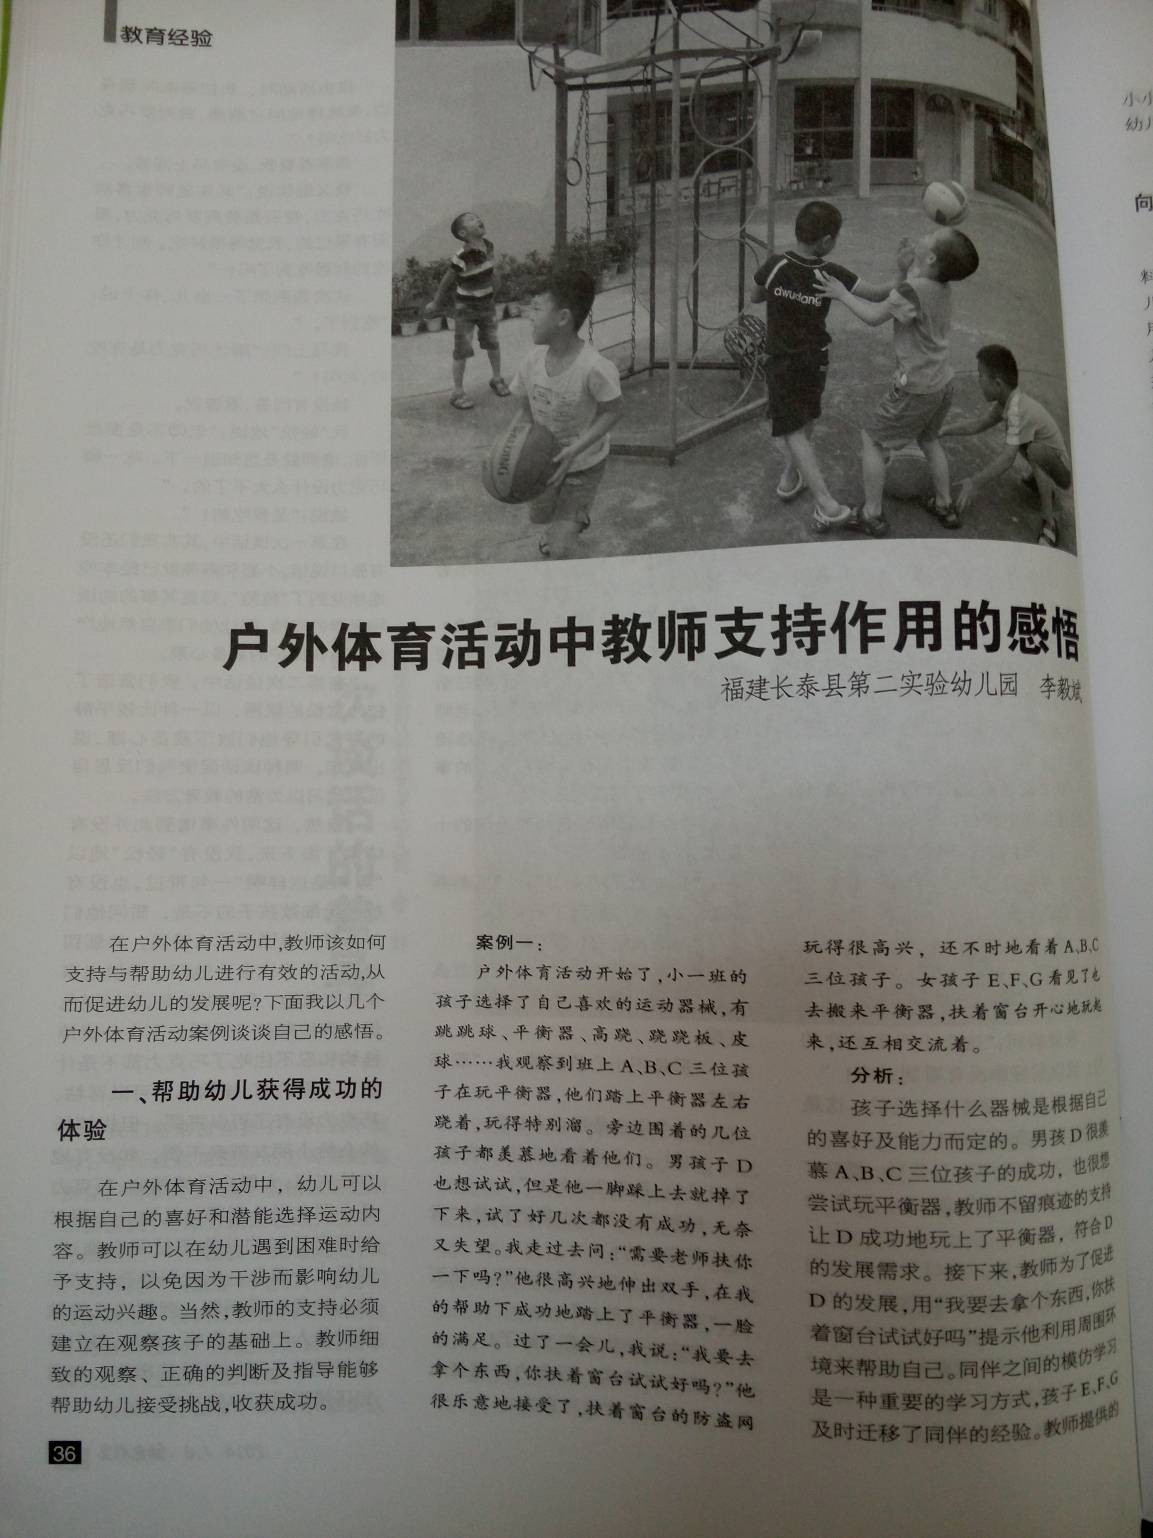 教育经验
dwuxiang
户外体育活动中教师支持作用的感悟
福建长泰县第二实验幼儿园 李毅斌
在户外体育活动中,教师该如何
支持与帮助幼儿进行有效的活动,从
而促进幼儿的发展呢?下面我以几个
户外体育活动案例谈谈自己的感悟。
一、帮助幼儿获得成功的
体验
在户外体育活动中，幼儿可以
根据自己的喜好和潜能选择运动内
容。教师可以在幼儿遇到困难时给
予支持，以免因为干涉而影响幼儿
的运动兴趣。当然,教师的支持必须
建立在观察孩子的基础上。教师细
致的观察、正确的判断及指导能够
帮助幼儿接受挑战,收获成功。
36
案例一：
户外体育活动开始了,小一班的
孩子选择了自己喜欢的运动器械,有
跳跳球、平衡器、高跷、跷跷板、皮
球……我观察到班上A、B、C三位孩
子在玩平衡器,他们踏上平衡器左右
跷着,玩得特别溜。旁边围着的几位
孩子都羡慕地看着他们。男孩子D
也想试试,但是他一脚踩上去就掉了
下来,试了好几次都没有成功,无奈
又失望。我走过去问：“需要老师扶你
一下吗?”他很高兴地伸出双手,在我
的帮助下成功地踏上了平衡器,一脸
的满足。过了一会儿,我说：“我要去
拿个东西,你扶着窗台试试好吗?”他
很乐意地接受了,扶着窗台的防盗网
玩得很高兴，还不时地看着A、B、C
三位孩子。女孩子E、F、G看见了也
去搬来平衡器,扶着窗台开心地玩起
来,还互相交流着。
分析：
孩子选择什么器械是根据自己
的喜好及能力而定的。男孩D很羡
慕A、B、C三位孩子的成功，也很想
尝试玩平衡器,教师不留痕迹的支持
让D成功地玩上了平衡器，符合D
的发展需求。接下来,教师为了促进
D的发展,用“我要去拿个东西,你扶
着窗台试试好吗”提示他利用周围环
境来帮助自己。同伴之间的模仿学习
是一种重要的学习方式,孩子E、F、G
及时迁移了同伴的经验。教师提供的